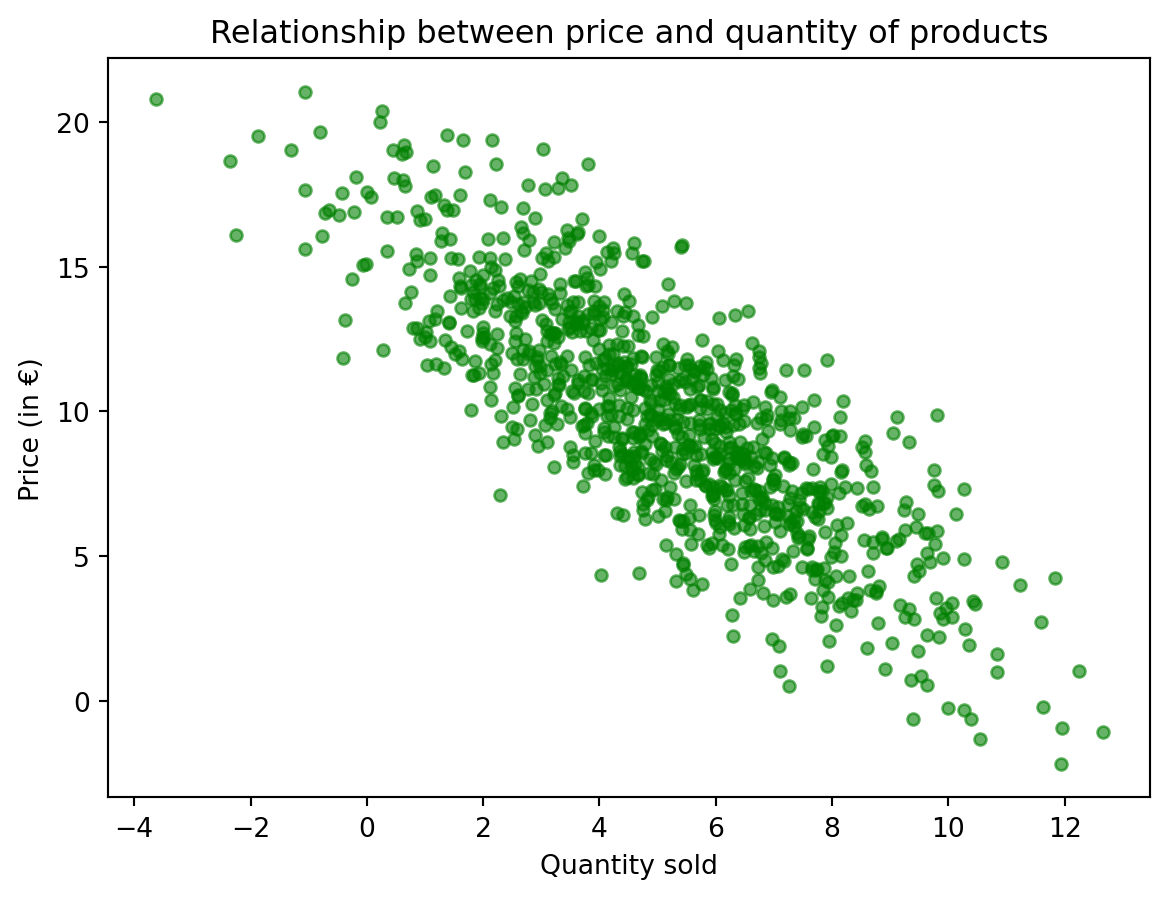 Relationship between price and quantity of products
20
15
10
5
0
Price (in €)
−4 −2 0 2 4 6 8 10 12
Quantity sold